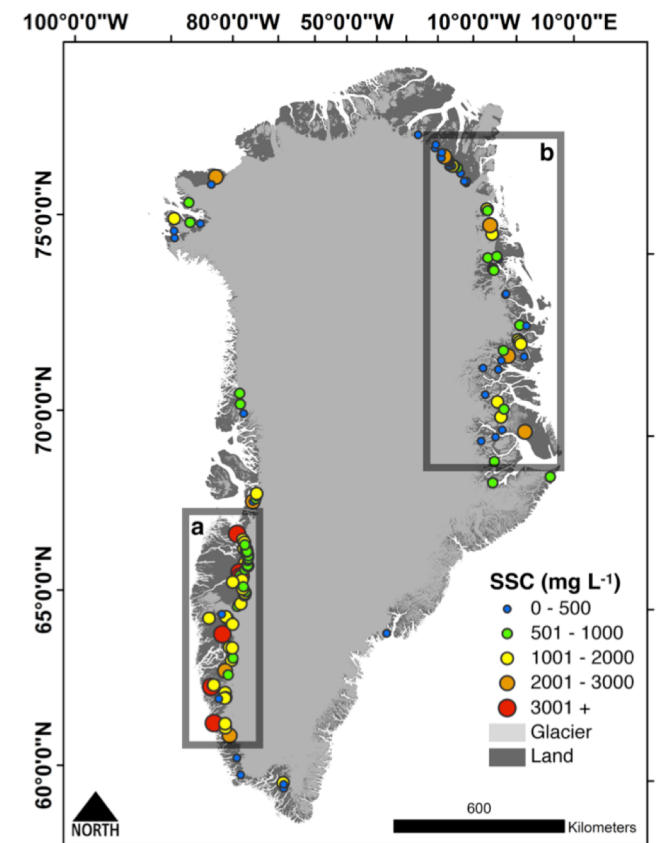 100°0'0"W 80°0'0"W 50°0'0"W 10°0'0"W 10°0'0"E
75°0'0"N
70°0'0"N
65°0'0"N
60°0'0"N
b
a
SSC (mg L⁻¹)
0 - 500
501 - 1000
1001 - 2000
2001 - 3000
3001 +
Glacier
Land
600
Kilometers
NORTH